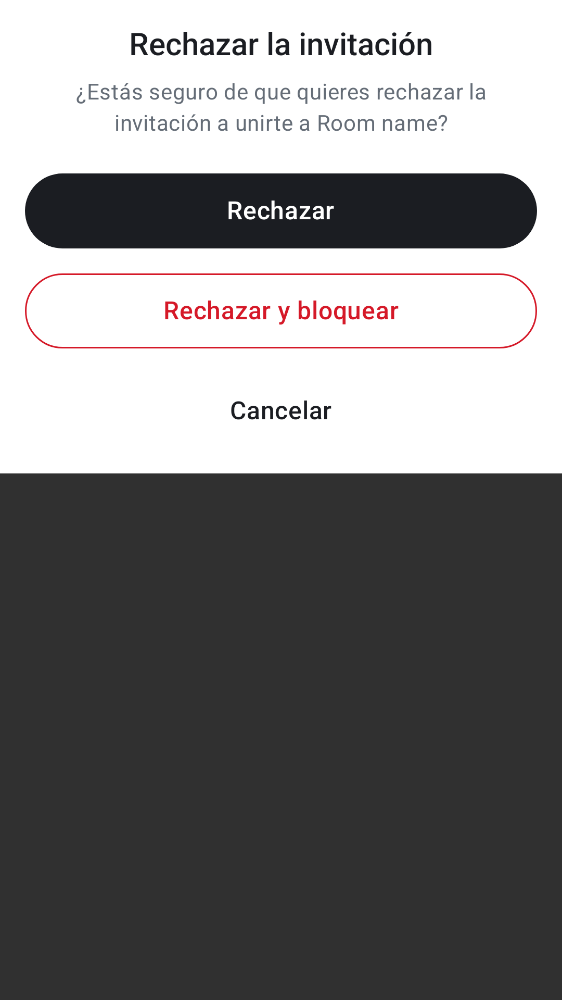 Rechazar la invitación
¿Estás seguro de que quieres rechazar la
invitación a unirte a Room name?
Rechazar
Rechazar y bloquear
Cancelar